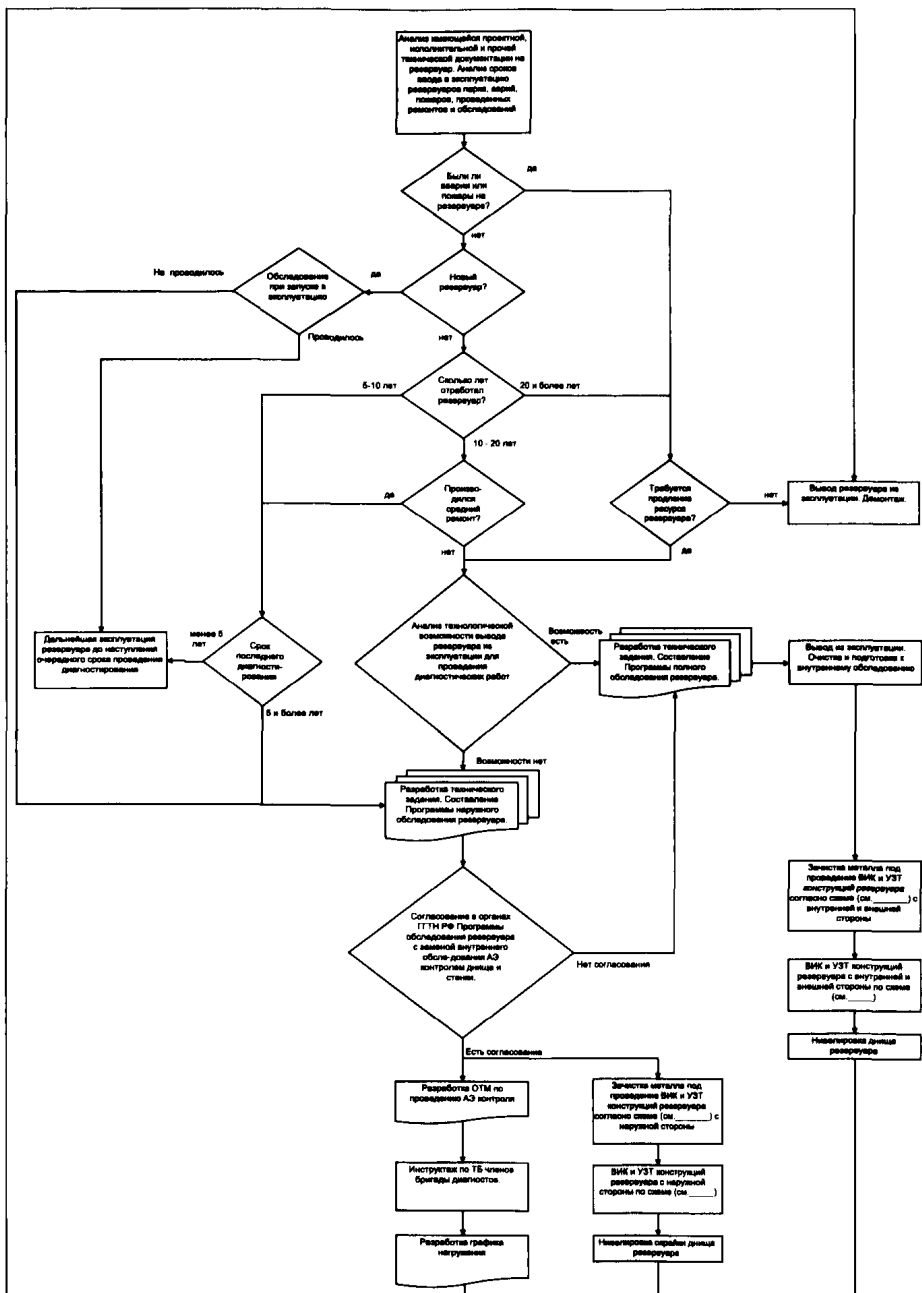 Анализ имеющейся проектной,
исполнительной и прочей
технической документации на
резервуар. Анализ сроков
ввода в эксплуатацию
резервуаров парка, аварий,
пожаров, проведенных
ремонтов и обследований
да
Были ли
аварии или
пожары на
резервуаре?
нет
Не проводилось
Обследование
при запуске в
эксплуатацию
да
Новый
резервуар?
Проводилось
нет
5-10 лет
Сколько лет
отработал
резервуар?
20 и более лет
10 - 20 лет
да
Произво-
дился
средний
ремонт?
Требуется
продление
ресурса
резервуара?
нет
Вывод резервуара из
эксплуатации. Демонтаж.
нет
да
Дальнейшая эксплуатация
резервуара до наступления
очередного срока проведения
диагностирования
менее 5
лет
Срок
последнего
диагности-
рования
5 и более лет
Анализ технологической
возможности вывода
резервуара из
эксплуатации для
проведения
диагностических работ
Возможность
есть
Разработка технического
задания. Составление
Программы полного
обследования резервуара.
Вывод из эксплуатации.
Очистка и подготовка к
внутреннему обследованию
Возможности нет
Разработка технического
задания. Составление
Программы наружного
обследования резервуара.
Согласование в органах
ГГТН РФ Программы
обследования резервуара
с заменой внутреннего
обсле-дования АЭ
контролем днища и
стенки.
Нет согласования
Зачистка металла под
проведение ВИК и УЗТ
конструкций резервуара
согласно схеме (см.______) с
внутренней и внешней
стороны
ВИК и УЗТ конструкций
резервуара с внутренней и
внешней стороны по схеме
(см._____)
Нивелировка днища
резервуара
Есть согласование
Разработка ОТМ по
проведению АЭ контроля
Зачистка металла под
проведение ВИК и УЗТ
конструкций резервуара
согласно схеме (см.______) с
наружной стороны
Инструктаж по ТБ членов
бригады диагностов.
ВИК и УЗТ конструкций
резервуара с наружной
стороны по схеме (см._____)
Разработка графика
нагружения
Нивелировка окрайки днища
резервуара